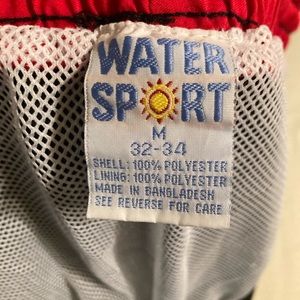 WATER
SPORT
M
32-34
SHELL: 100% POLYESTER
LINING: 100% POLYESTER
MADE IN BANGLADESH
SEE REVERSE FOR CARE